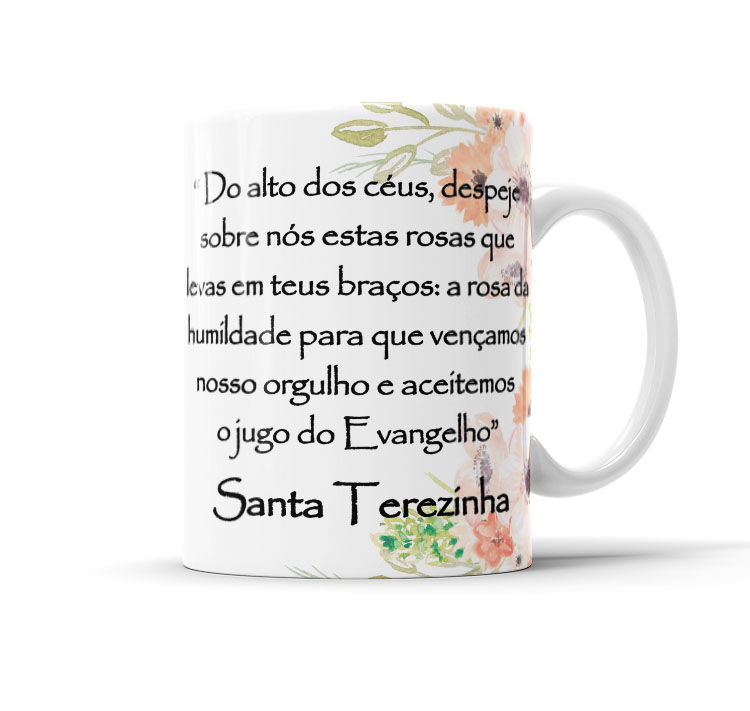 “ Do alto dos céus, despeje
sobre nós estas rosas que
levas em teus braços: a rosa da
humildade para que vençamos
nosso orgulho e aceitemos
o jugo do Evangelho”
Santa Terezinha